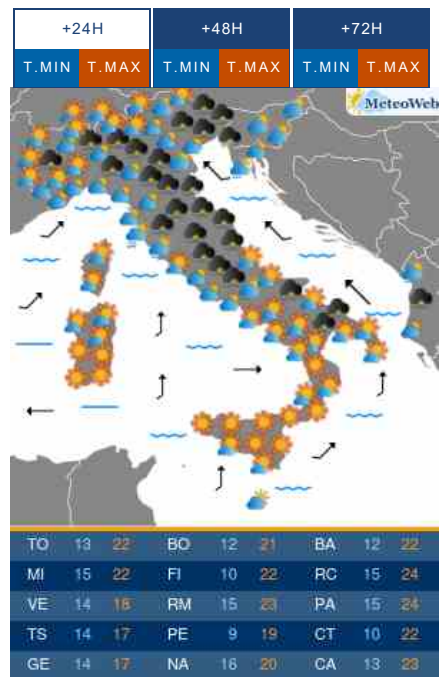 +24H +48H +72H
T.MIN T.MAX T.MIN T.MAX T.MIN T.MAX
MeteoWeb
TO 13 22 BO 12 21 BA 12 22
MI 15 22 FI 10 22 RC 15 24
VE 14 18 RM 15 23 PA 15 24
TS 14 17 PE 9 19 CT 10 22
GE 14 17 NA 16 20 CA 13 23